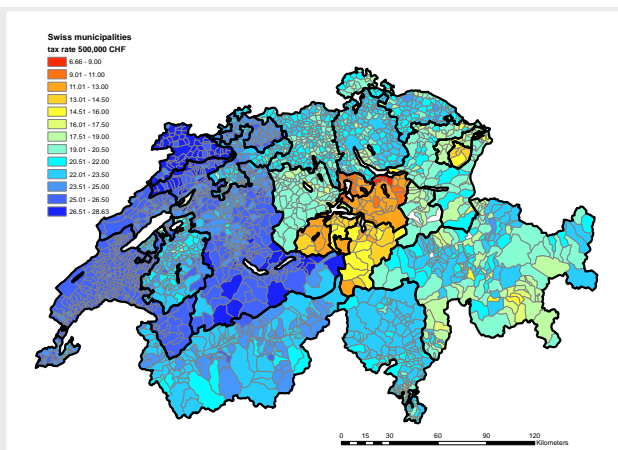 Swiss municipalities
tax rate 500,000 CHF
6.66 - 9.00
9.01 - 11.00
11.01 - 13.00
13.01 - 14.50
14.51 - 16.00
16.01 - 17.50
17.51 - 19.00
19.01 - 20.50
20.51 - 22.00
22.01 - 23.50
23.51 - 25.00
25.01 - 26.50
26.51 - 28.63
0 15 30 60 90 120
Kilometers